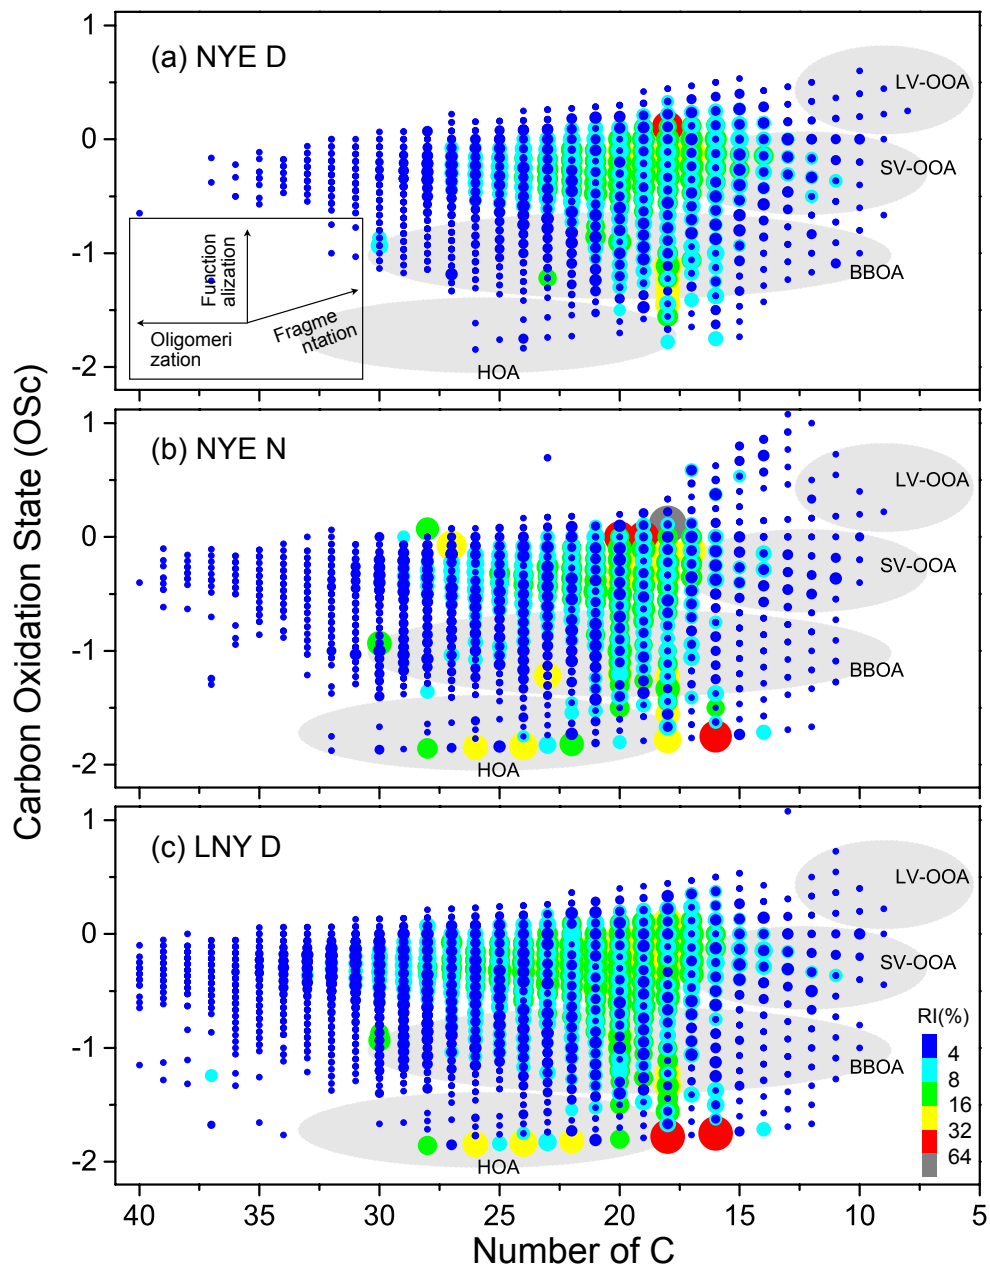 Carbon Oxidation State (OSc)
(a) NYE D
1
0
-1
-2
LV-OOA
SV-OOA
BBOA
HOA
Function
alization
Oligomeri
zation
Fragme
ntation
(b) NYE N
1
0
-1
-2
LV-OOA
SV-OOA
BBOA
HOA
(c) LNY D
1
0
-1
-2
LV-OOA
SV-OOA
BBOA
HOA
RI(%)
4
8
16
32
64
40 35 30 25 20 15 10 5
Number of C